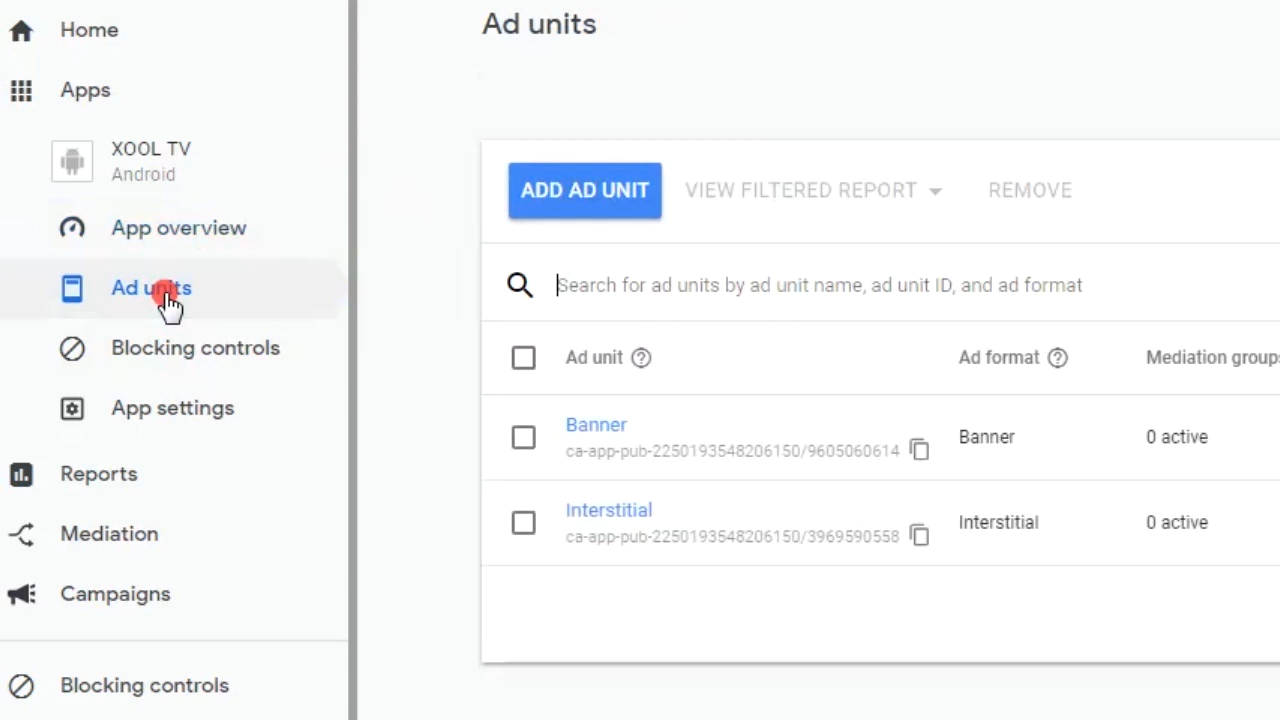 Home
Apps
XOOL TV
Android
App overview
Ad units
Blocking controls
App settings
Reports
Mediation
Campaigns
Blocking controls
Ad units
ADD AD UNIT VIEW FILTERED REPORT REMOVE
Search for ad units by ad unit name, ad unit ID, and ad format
Ad unit Ad format Mediation groups
Banner
ca-app-pub-2250193548206150/9605060614 Banner 0 active
Interstitial
ca-app-pub-2250193548206150/3969590558 Interstitial 0 active